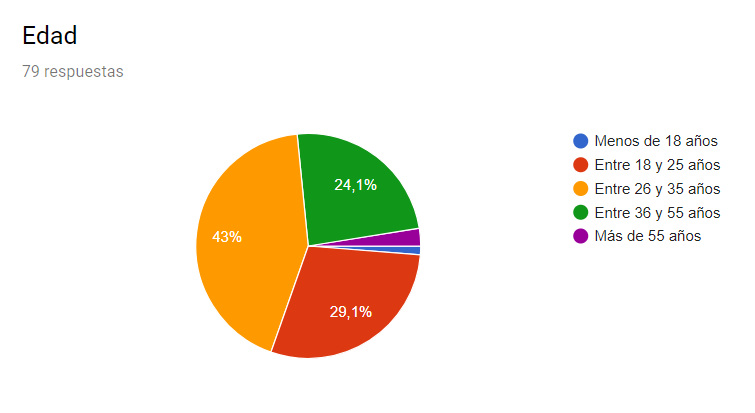 Edad
79 respuestas
24,1%
43%
29,1%
Menos de 18 años
Entre 18 y 25 años
Entre 26 y 35 años
Entre 36 y 55 años
Más de 55 años